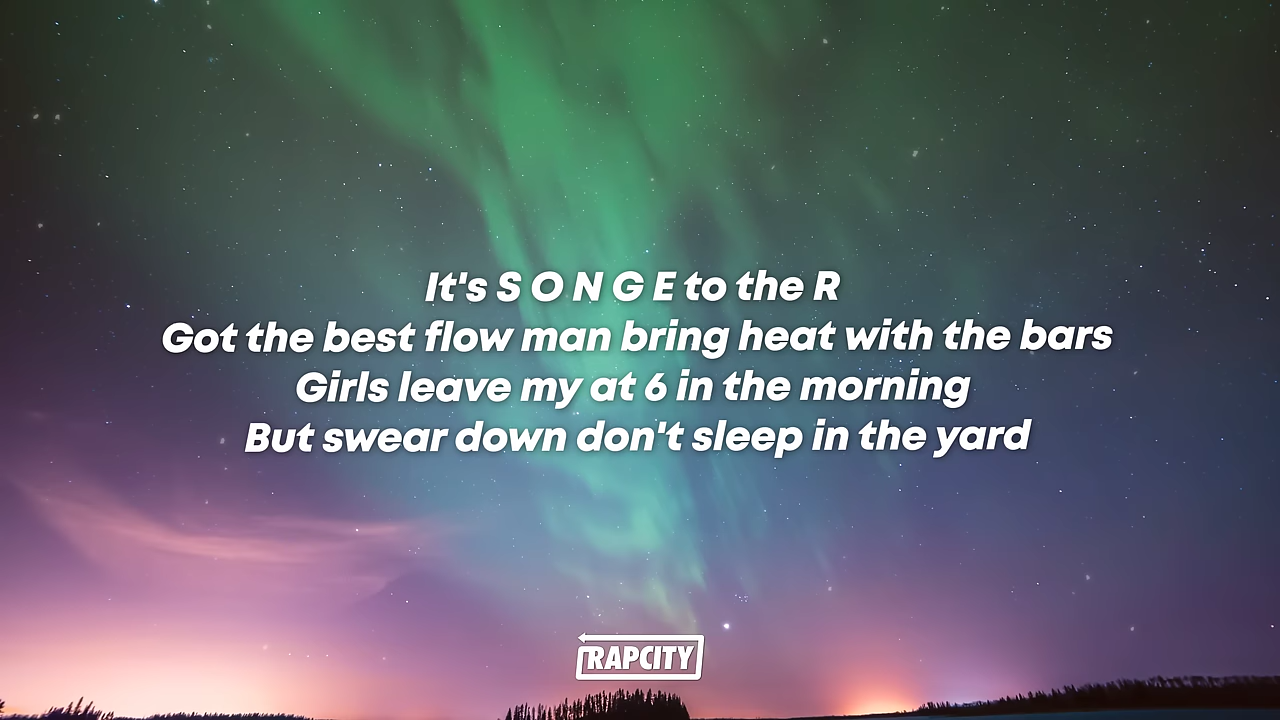 It's S O N G E to the R
Got the best flow man bring heat with the bars
Girls leave my at 6 in the morning
But swear down don't sleep in the yard
RAPCITY